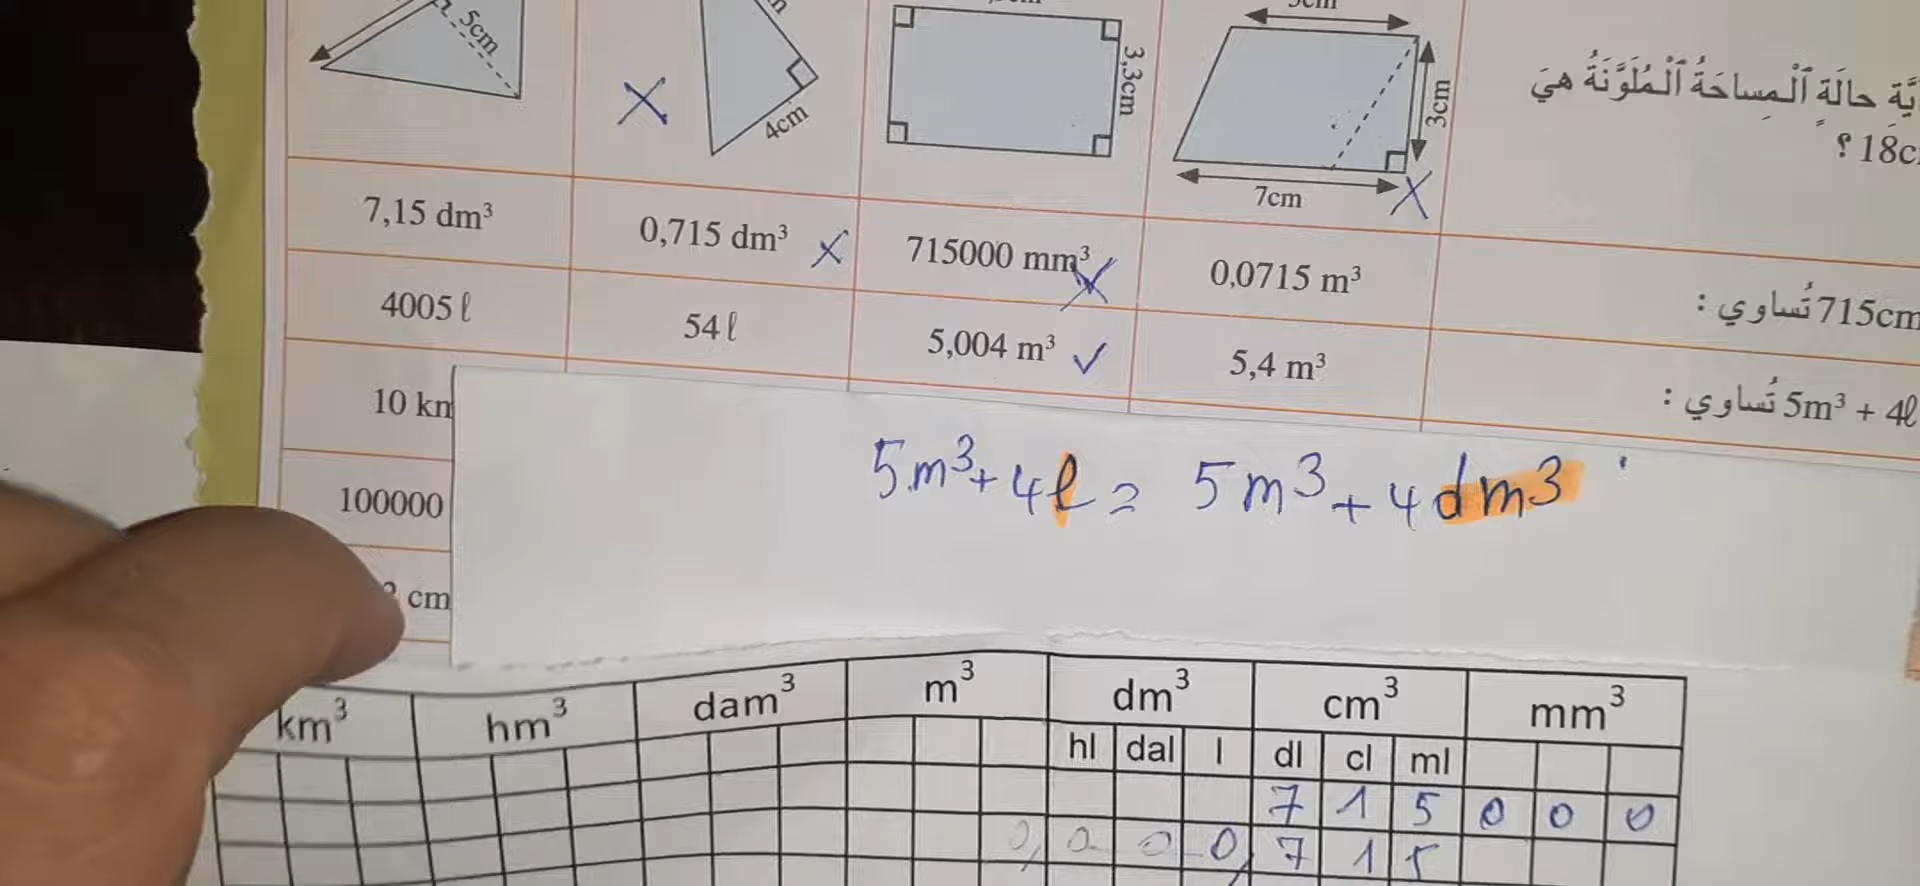 5cm
4cm
3,3cm
3cm
7cm
حالَةٍ ٱلْمِساحَةُ ٱلْمُلَوَّنَةُ هِيَ
18c ؟
7,15 dm³
0,715 dm³
715000 mm³
0,0715 m³
715cm تُساوي :
4005 ℓ
54 ℓ
5,004 m³
5,4 m³
5m³ + 4ℓ تُساوي :
10 km
100000
cm
5m³+4l = 5m³+4dm3
km³ hm³ dam³ m³ dm³ cm³ mm³
hl dal l dl cl ml
7 1 5 0 0 0
0, 0 0 0, 7 1 5